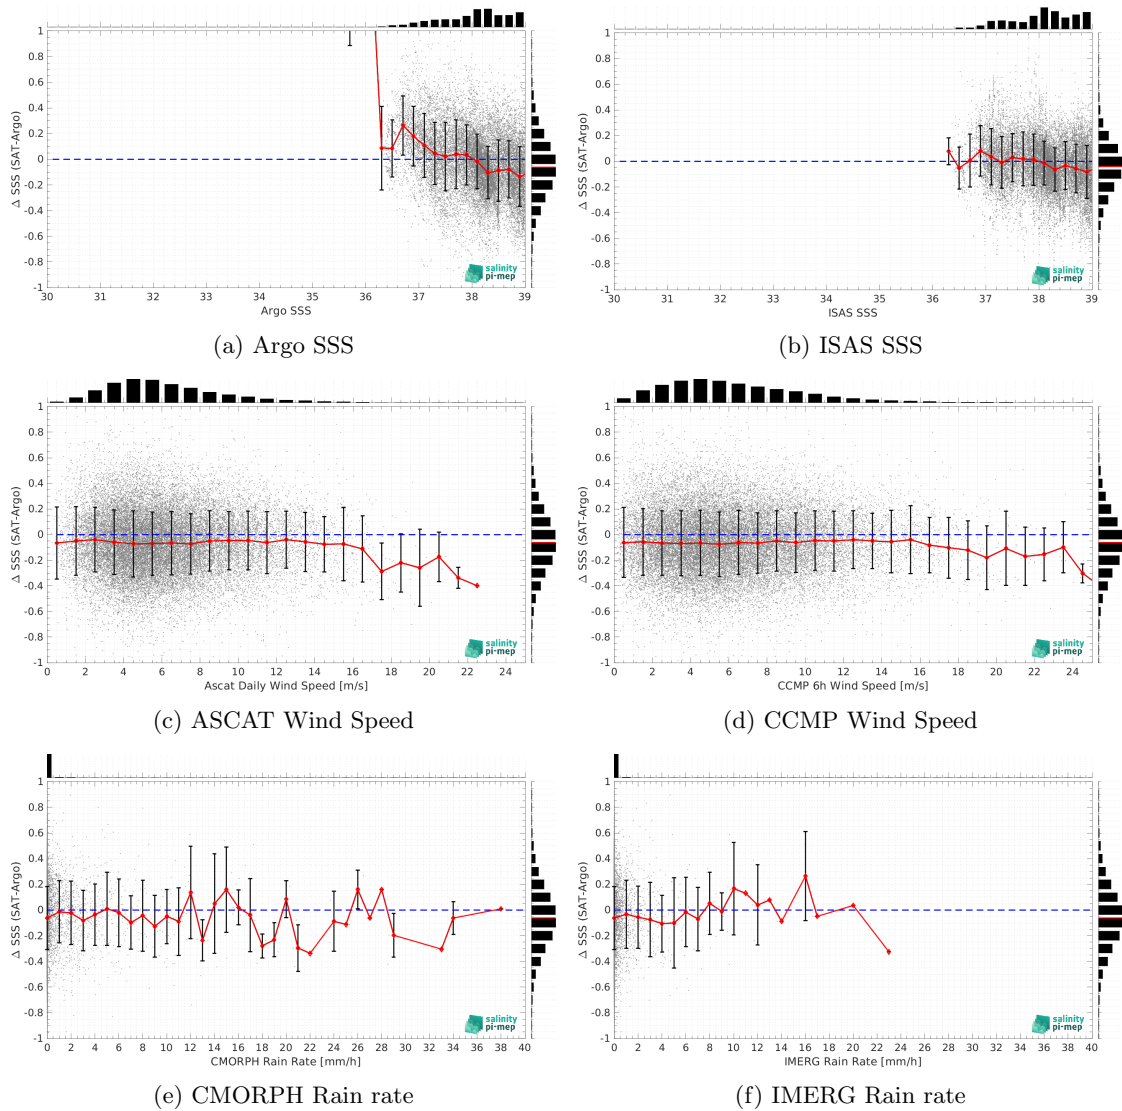 1
0.8
0.6
0.4
0.2
0
-0.2
-0.4
-0.6
-0.8
-1
Δ SSS (SAT-Argo)
salinity
pi-mep
30 31 32 33 34 35 36 37 38 39
Argo SSS
(a) Argo SSS
1
0.8
0.6
0.4
0.2
0
-0.2
-0.4
-0.6
-0.8
-1
Δ SSS (SAT-Argo)
salinity
pi-mep
30 31 32 33 34 35 36 37 38 39
ISAS SSS
(b) ISAS SSS
1
0.8
0.6
0.4
0.2
0
-0.2
-0.4
-0.6
-0.8
-1
Δ SSS (SAT-Argo)
salinity
pi-mep
0 2 4 6 8 10 12 14 16 18 20 22 24
Ascat Daily Wind Speed [m/s]
(c) ASCAT Wind Speed
1
0.8
0.6
0.4
0.2
0
-0.2
-0.4
-0.6
-0.8
-1
Δ SSS (SAT-Argo)
salinity
pi-mep
0 2 4 6 8 10 12 14 16 18 20 22 24
CCMP 6h Wind Speed [m/s]
(d) CCMP Wind Speed
1
0.8
0.6
0.4
0.2
0
-0.2
-0.4
-0.6
-0.8
-1
Δ SSS (SAT-Argo)
salinity
pi-mep
0 2 4 6 8 10 12 14 16 18 20 22 24 26 28 30 32 34 36 38 40
CMORPH Rain Rate [mm/h]
(e) CMORPH Rain rate
1
0.8
0.6
0.4
0.2
0
-0.2
-0.4
-0.6
-0.8
-1
Δ SSS (SAT-Argo)
salinity
pi-mep
0 2 4 6 8 10 12 14 16 18 20 22 24 26 28 30 32 34 36 38 40
IMERG Rain Rate [mm/h]
(f) IMERG Rain rate